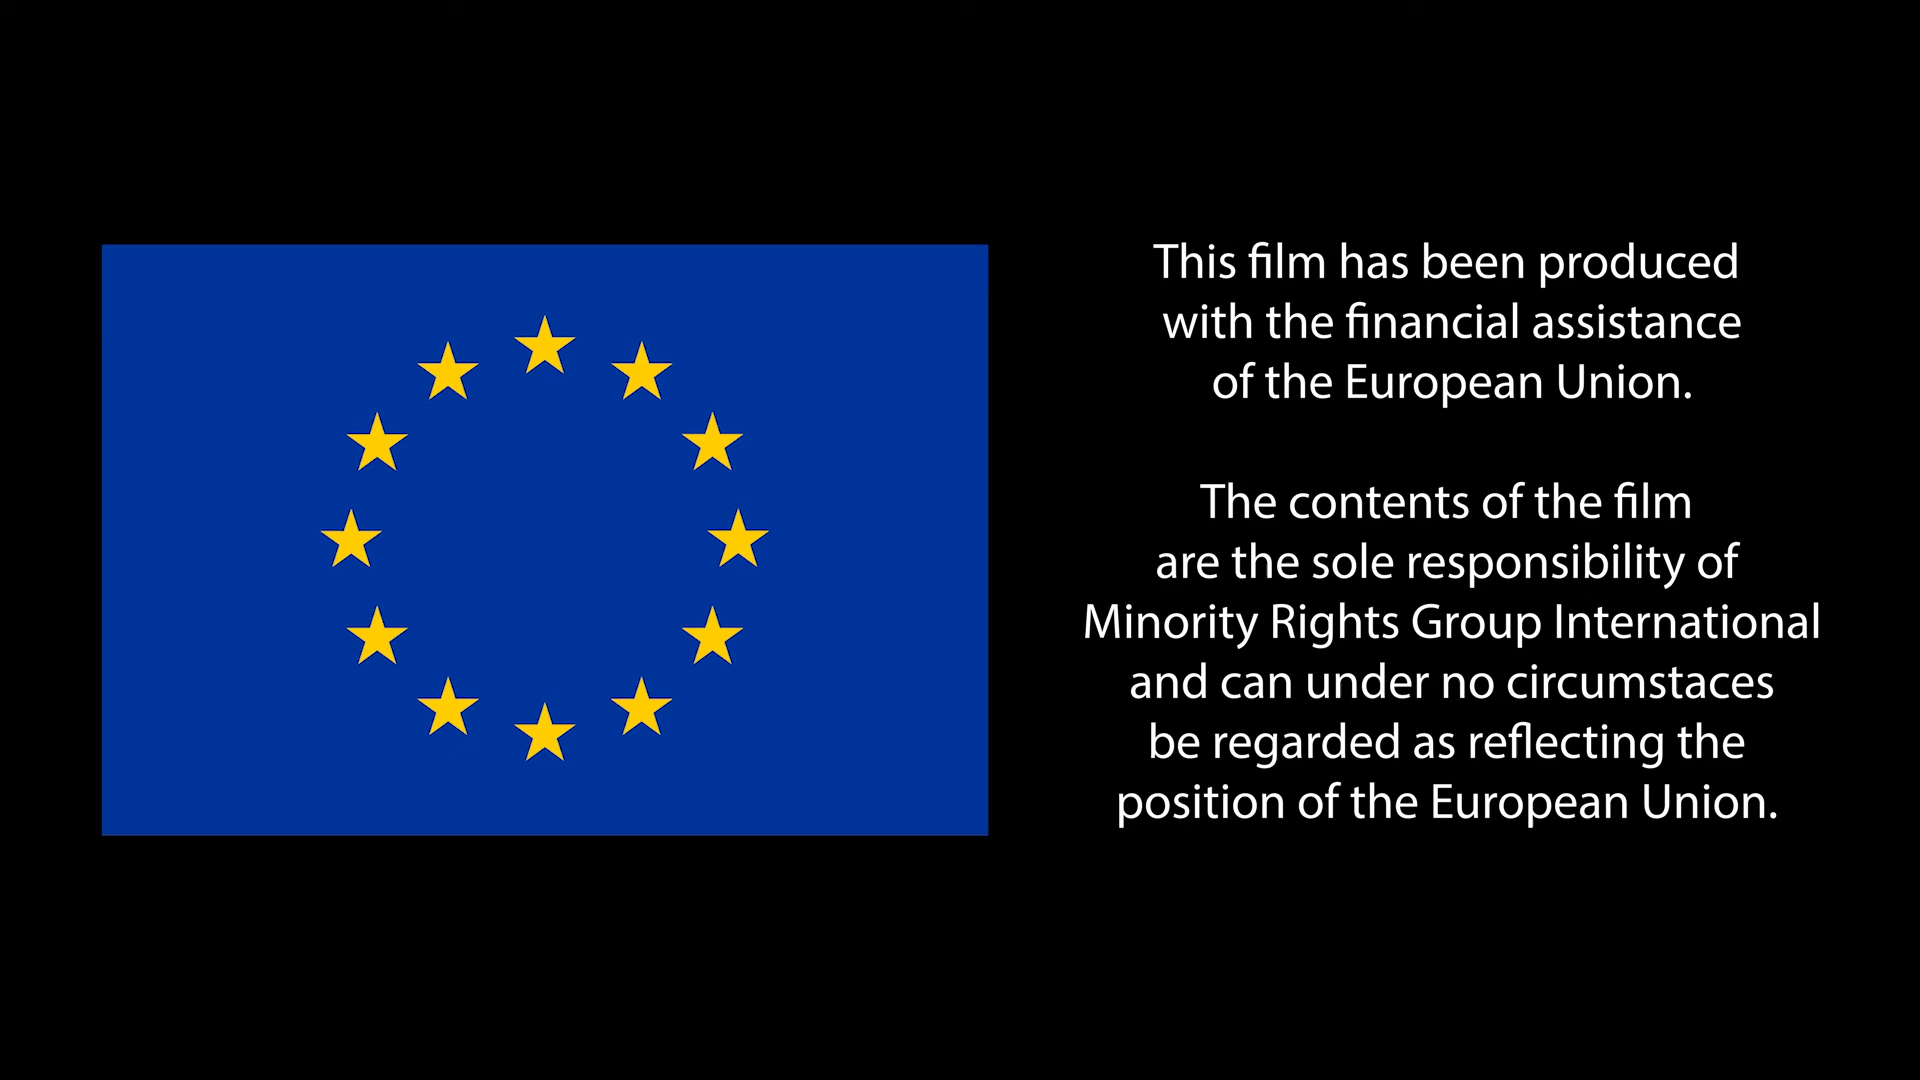 This film has been produced
with the financial assistance
of the European Union.
The contents of the film
are the sole responsibility of
Minority Rights Group International
and can under no circumstaces
be regarded as reflecting the
position of the European Union.